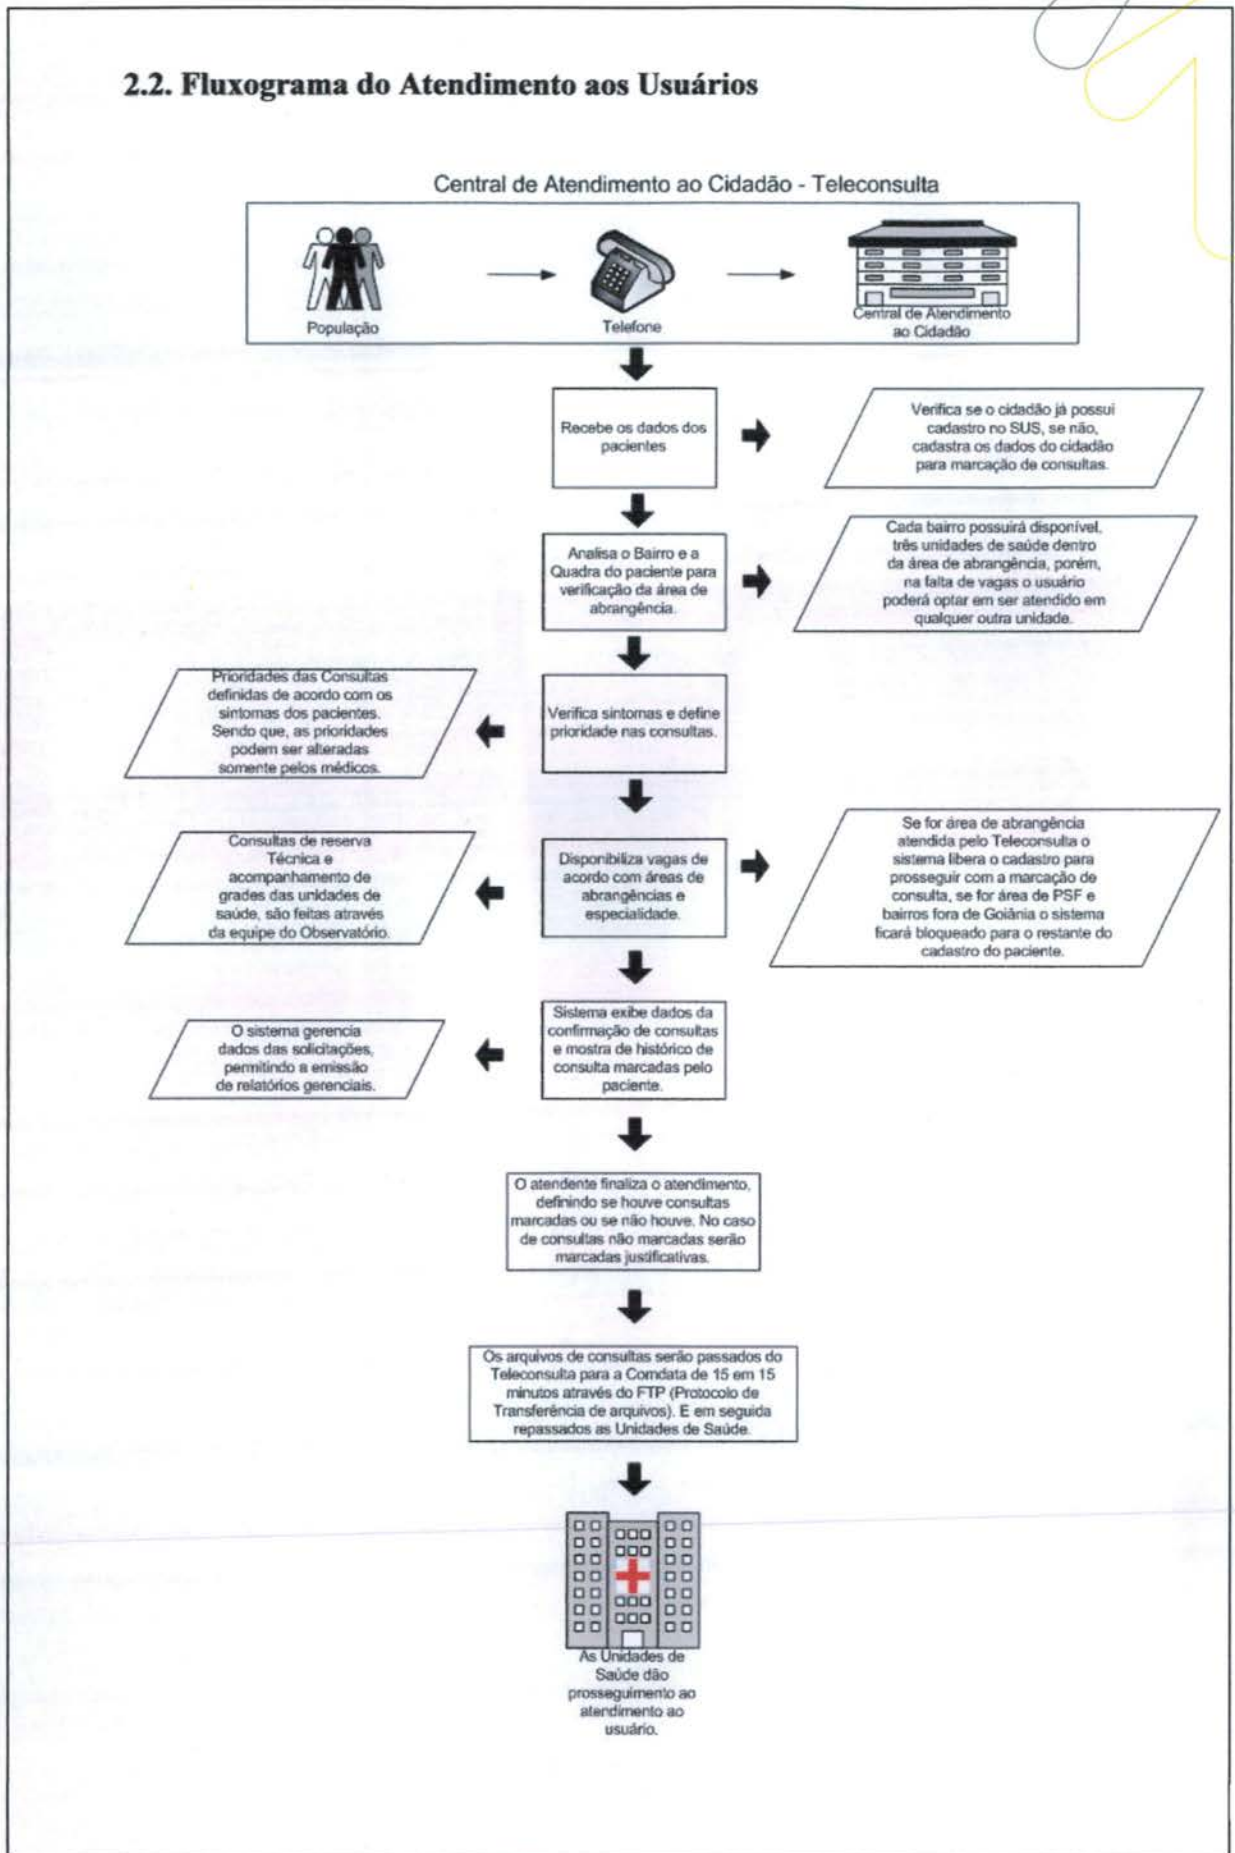 2.2. Fluxograma do Atendimento aos Usuários
Central de Atendimento ao Cidadão - Teleconsulta
População
Telefone
Central de Atendimento
ao Cidadão
Recebe os dados dos
pacientes
Verifica se o cidadão já possui
cadastro no SUS, se não,
cadastra os dados do cidadão
para marcação de consultas.
Analisa o Bairro e a
Quadra do paciente para
verificação da área de
abrangência.
Cada bairro possuirá disponível,
três unidades de saúde dentro
da área de abrangência, porém,
na falta de vagas o usuário
poderá optar em ser atendido em
qualquer outra unidade.
Prioridades das Consultas
definidas de acordo com os
sintomas dos pacientes.
Sendo que, as prioridades
podem ser alteradas
somente pelos médicos.
Verifica sintomas e define
prioridade nas consultas.
Consultas de reserva
Técnica e
acompanhamento de
grades das unidades de
saúde, são feitas através
da equipe do Observatório.
Disponibiliza vagas de
acordo com áreas de
abrangências e
especialidade.
Se for área de abrangência
atendida pelo Teleconsulta o
sistema libera o cadastro para
prosseguir com a marcação de
consulta, se for área de PSF e
bairros fora de Goiânia o sistema
ficará bloqueado para o restante do
cadastro do paciente.
O sistema gerencia
dados das solicitações,
permitindo a emissão
de relatórios gerenciais.
Sistema exibe dados da
confirmação de consultas
e mostra de histórico de
consulta marcadas pelo
paciente.
O atendente finaliza o atendimento,
definindo se houve consultas
marcadas ou se não houve. No caso
de consultas não marcadas serão
marcadas justificativas.
Os arquivos de consultas serão passados do
Teleconsulta para a Comdata de 15 em 15
minutos através do FTP (Protocolo de
Transferência de arquivos). E em seguida
repassados as Unidades de Saúde.
As Unidades de
Saúde dão
prosseguimento ao
atendimento ao
usuário.